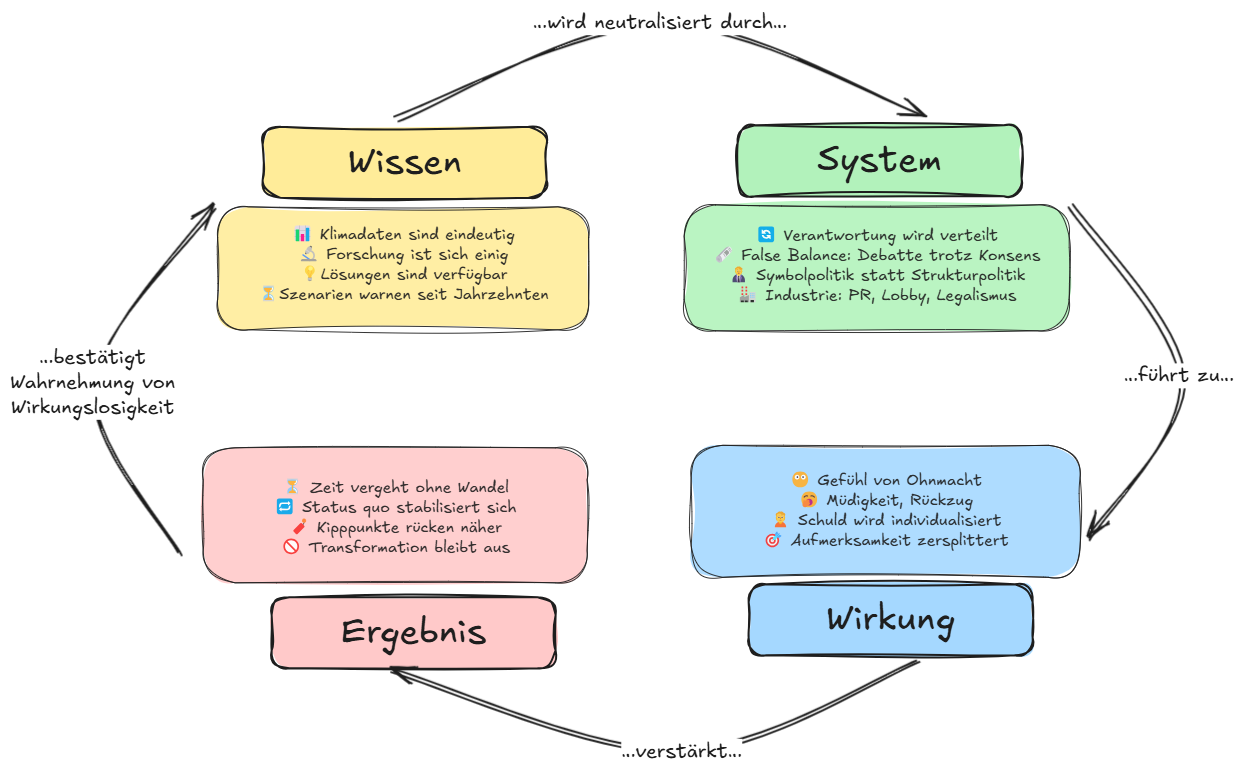 ...wird neutralisiert durch...
Wissen
📊 Klimadaten sind eindeutig
🔬 Forschung ist sich einig
💡 Lösungen sind verfügbar
⏳ Szenarien warnen seit Jahrzehnten
System
🔄 Verantwortung wird verteilt
🗞️ False Balance: Debatte trotz Konsens
🧑‍💼 Symbolpolitik statt Strukturpolitik
🏭 Industrie: PR, Lobby, Legalismus
...führt zu...
😶 Gefühl von Ohnmacht
🥱 Müdigkeit, Rückzug
🙍 Schuld wird individualisiert
🎯 Aufmerksamkeit zersplittert
Wirkung
...verstärkt...
⏳ Zeit vergeht ohne Wandel
🔁 Status quo stabilisiert sich
🧨 Kipppunkte rücken näher
🚫 Transformation bleibt aus
Ergebnis
...bestätigt
Wahrnehmung von
Wirkungslosigkeit